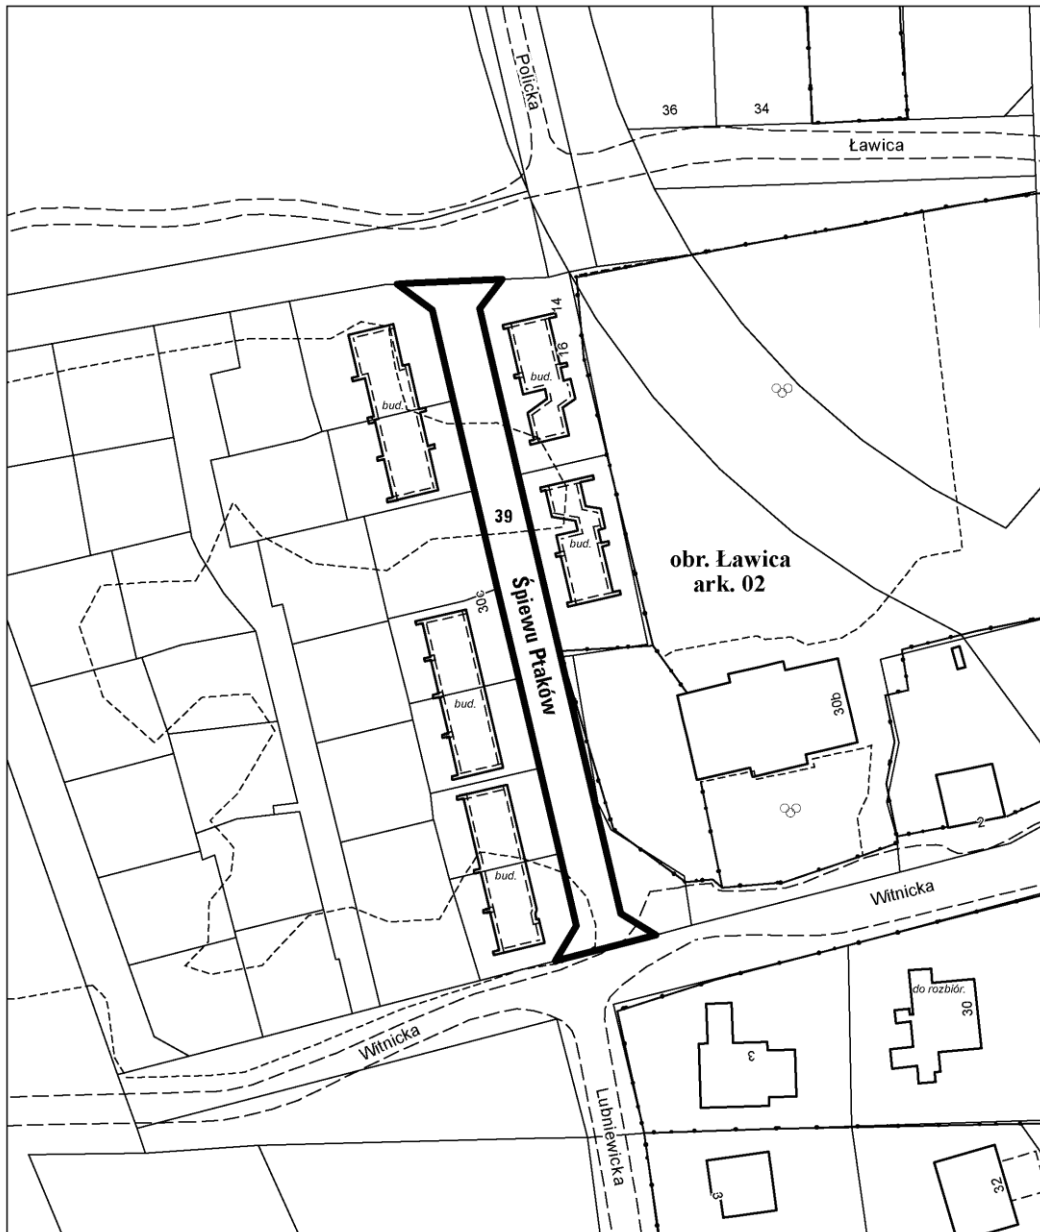 Policka
36
34
Ławica
14
16
bud.
bud.
39
bud.
obr. Ławica
ark. 02
Śpiewu Ptaków
30c
bud.
30b
2
bud.
Witnicka
do rozbiór.
30
Witnicka
3
Lubniewicka
3
32